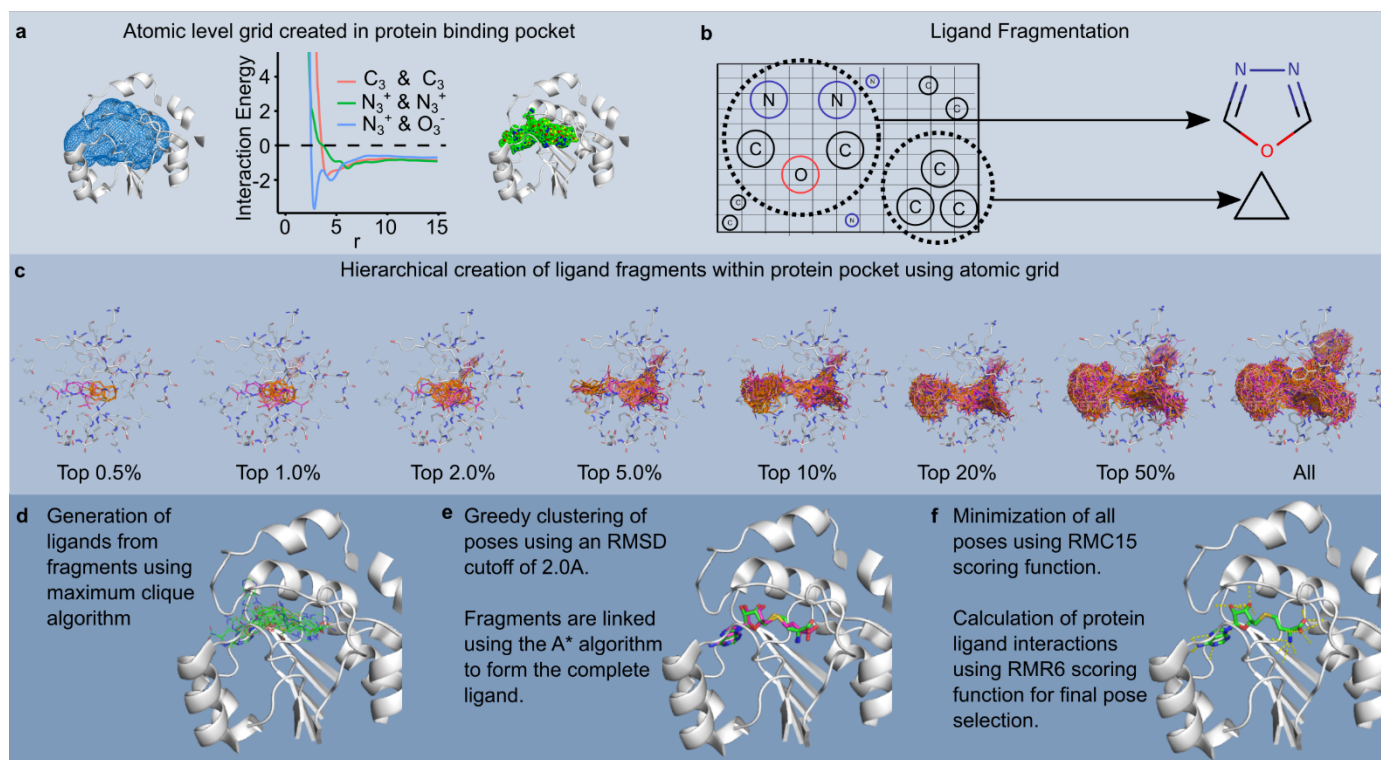 a Atomic level grid created in protein binding pocket
Interaction Energy
4
2
0
-2
C3 & C3
N3+ & N3+
N3+ & O3-
0 5 10 15
r
b Ligand Fragmentation
N
N N
C
C
C C
O
C
C C
C
C
N
N N
O
c Hierarchical creation of ligand fragments within protein pocket using atomic grid
Top 0.5% Top 1.0% Top 2.0% Top 5.0% Top 10% Top 20% Top 50% All
d Generation of
ligands from
fragments using
maximum clique
algorithm
e Greedy clustering of
poses using an RMSD
cutoff of 2.0A.
Fragments are linked
using the A* algorithm
to form the complete
ligand.
f Minimization of all
poses using RMC15
scoring function.
Calculation of protein
ligand interactions
using RMR6 scoring
function for final pose
selection.